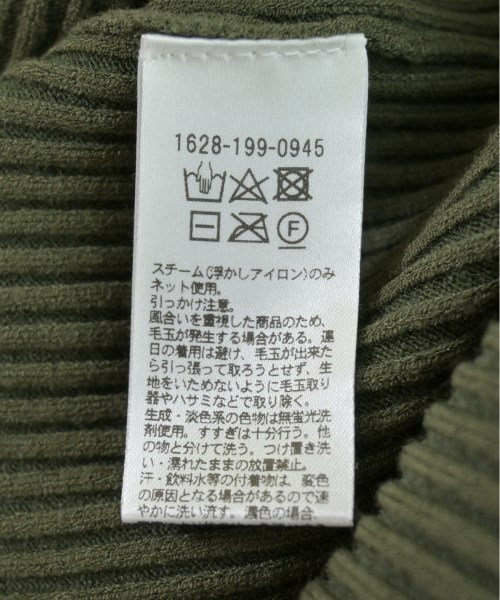 1628-199-0945
F
スチーム(浮かしアイロン)のみ
ネット使用。
引っかけ注意。
風合いを重視した商品のため、
毛玉が発生する場合がある。連
日の着用は避け、毛玉が出来た
ら引っ張って取ろうとせず、生
地をいためないように毛玉取り
器やハサミなどで取り除く。
生成・淡色系の色物は無蛍光洗
剤使用。すすぎは十分行う。他
の物と分けて洗う。つけ置き洗
い・濡れたままの放置禁止。
汗・飲料水等の付着物は、変色
の原因となる場合があるので速
やかに洗い流す。濃色の場合、